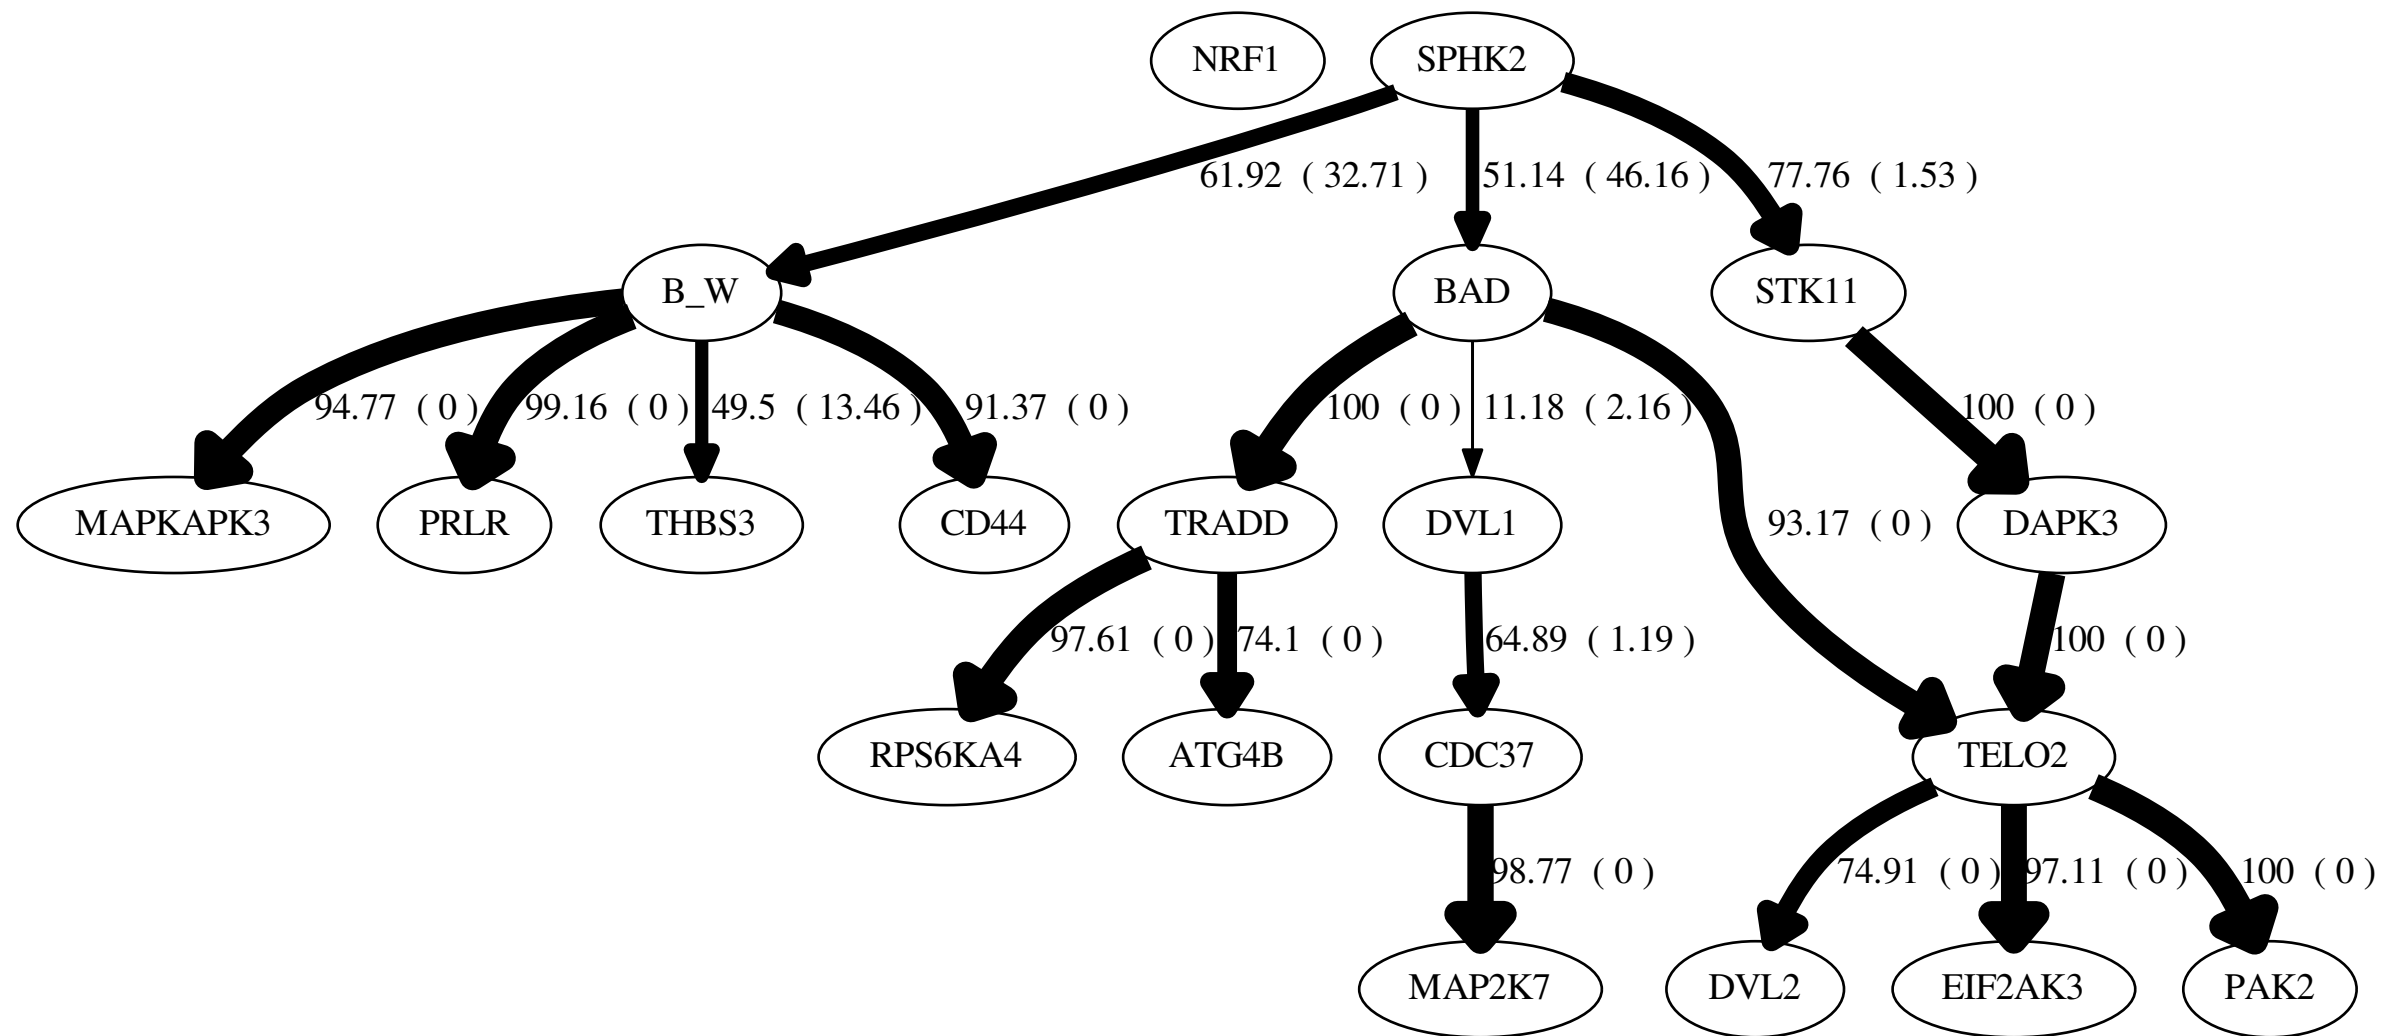 NRF1 SPHK2
61.92 ( 32.71 ) 51.14 ( 46.16 ) 77.76 ( 1.53 )
B_W BAD STK11
94.77 ( 0 ) 99.16 ( 0 ) 49.5 ( 13.46 ) 91.37 ( 0 ) 100 ( 0 ) 11.18 ( 2.16 ) 100 ( 0 )
MAPKAPK3 PRLR THBS3 CD44 TRADD DVL1 93.17 ( 0 ) DAPK3
97.61 ( 0 ) 74.1 ( 0 ) 64.89 ( 1.19 ) 100 ( 0 )
RPS6KA4 ATG4B CDC37 TELO2
98.77 ( 0 ) 74.91 ( 0 ) 97.11 ( 0 ) 100 ( 0 )
MAP2K7 DVL2 EIF2AK3 PAK2